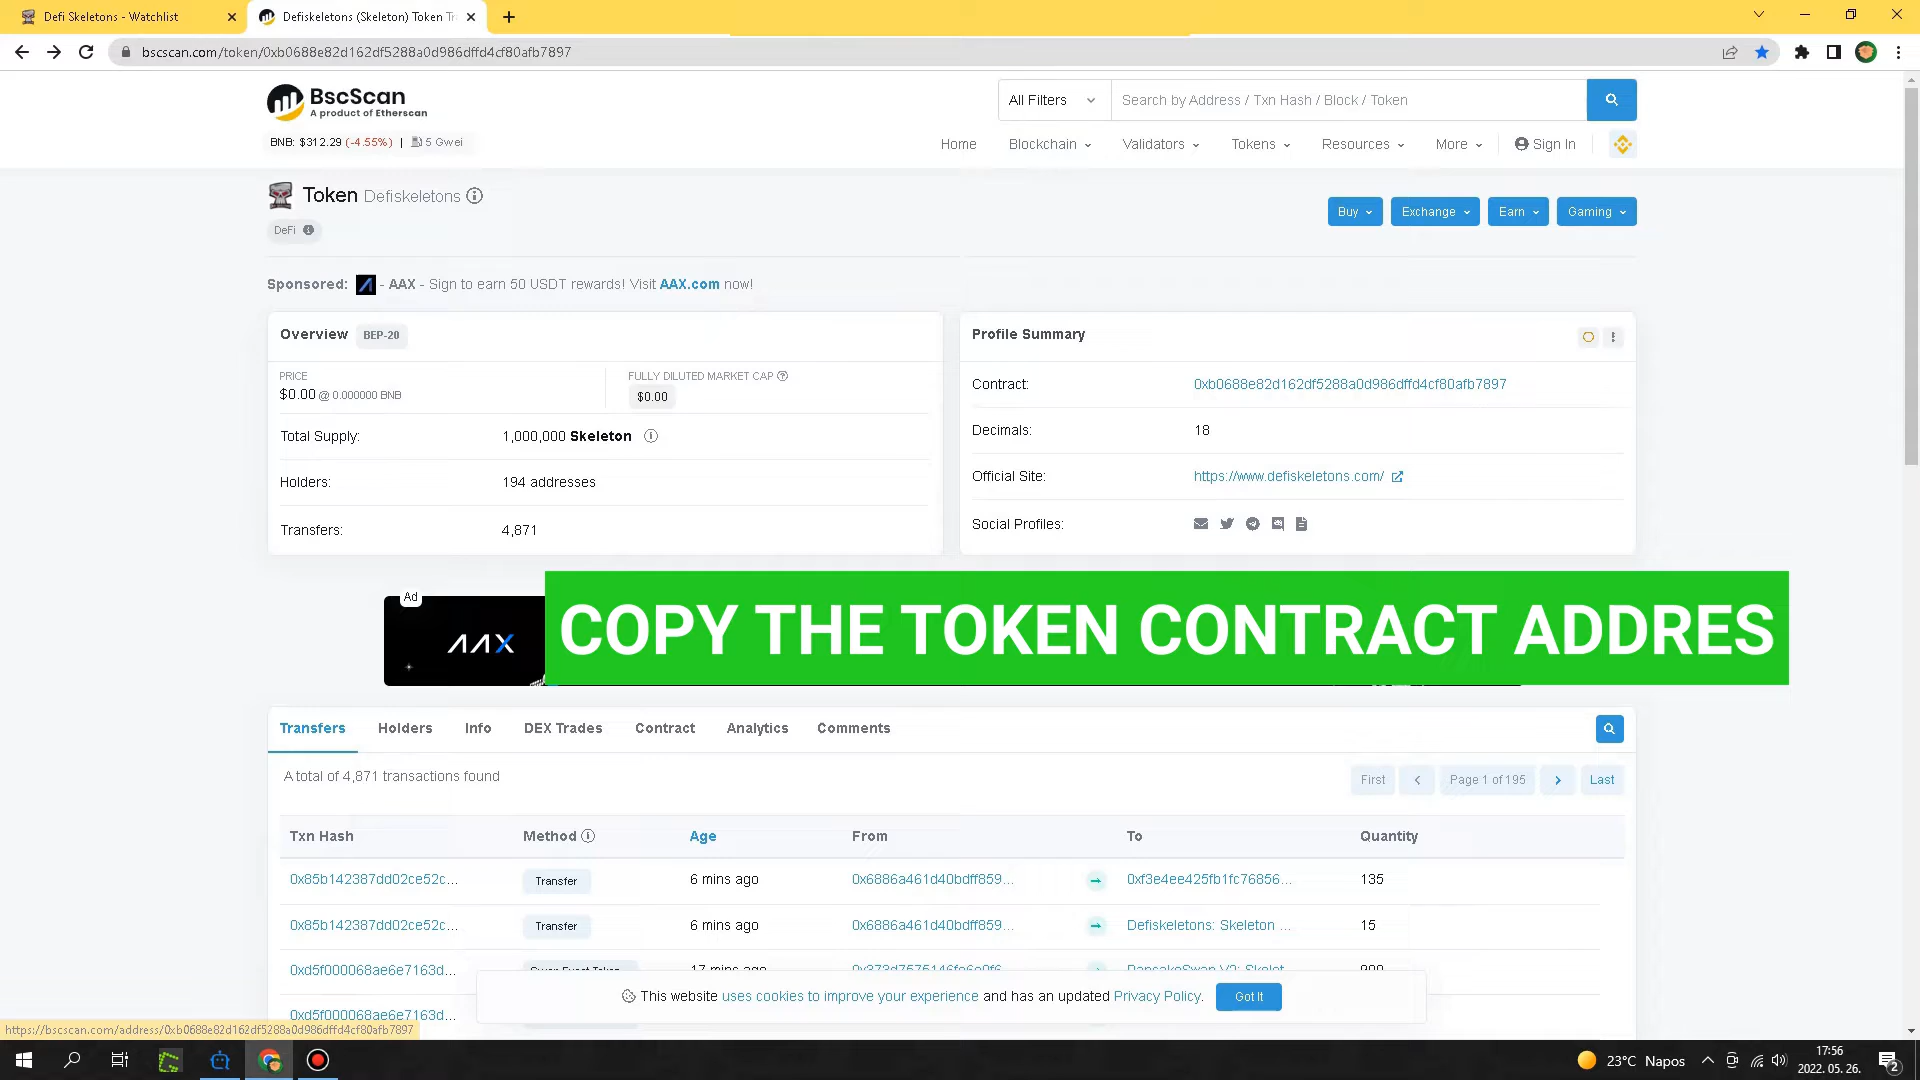 Defi Skeletons - Watchlist
Defiskeletons (Skeleton) Token Tr
bscscan.com/token/0xb0688e82d162df5288a0d986dffd4cf80afb7897
BscScan
A product of Etherscan
All Filters
Search by Address / Txn Hash / Block / Token
BNB: $312.29 (-4.55%) | 5 Gwei
Home Blockchain Validators Tokens Resources More Sign In
Token Defiskeletons
Buy Exchange Earn Gaming
DeFi
Sponsored: - AAX - Sign to earn 50 USDT rewards! Visit AAX.com now!
Overview BEP-20
PRICE
$0.00 @ 0.000000 BNB
FULLY DILUTED MARKET CAP
$0.00
Total Supply: 1,000,000 Skeleton
Holders: 194 addresses
Transfers: 4,871
Profile Summary
Contract: 0xb0688e82d162df5288a0d986dffd4cf80afb7897
Decimals: 18
Official Site: https://www.defiskeletons.com/
Social Profiles:
Ad
AAX
COPY THE TOKEN CONTRACT ADDRES
Transfers Holders Info DEX Trades Contract Analytics Comments
A total of 4,871 transactions found
First Page 1 of 195 Last
Txn Hash Method Age From To Quantity
0x85b142387dd02ce52c... Transfer 6 mins ago 0x6886a461d40bdff859... 0xf3e4ee425fb1fc76856... 135
0x85b142387dd02ce52c... Transfer 6 mins ago 0x6886a461d40bdff859... Defiskeletons: Skeleton ... 15
0xd5f000068ae6e7163d... 17 mins ago
This website uses cookies to improve your experience and has an updated Privacy Policy. Got It
0xd5f000068ae6e7163d...
https://bscscan.com/address/0xb0688e82d162df5288a0d986dffd4cf80afb7897
23°C Napos
17:56
2022. 05. 26.
2